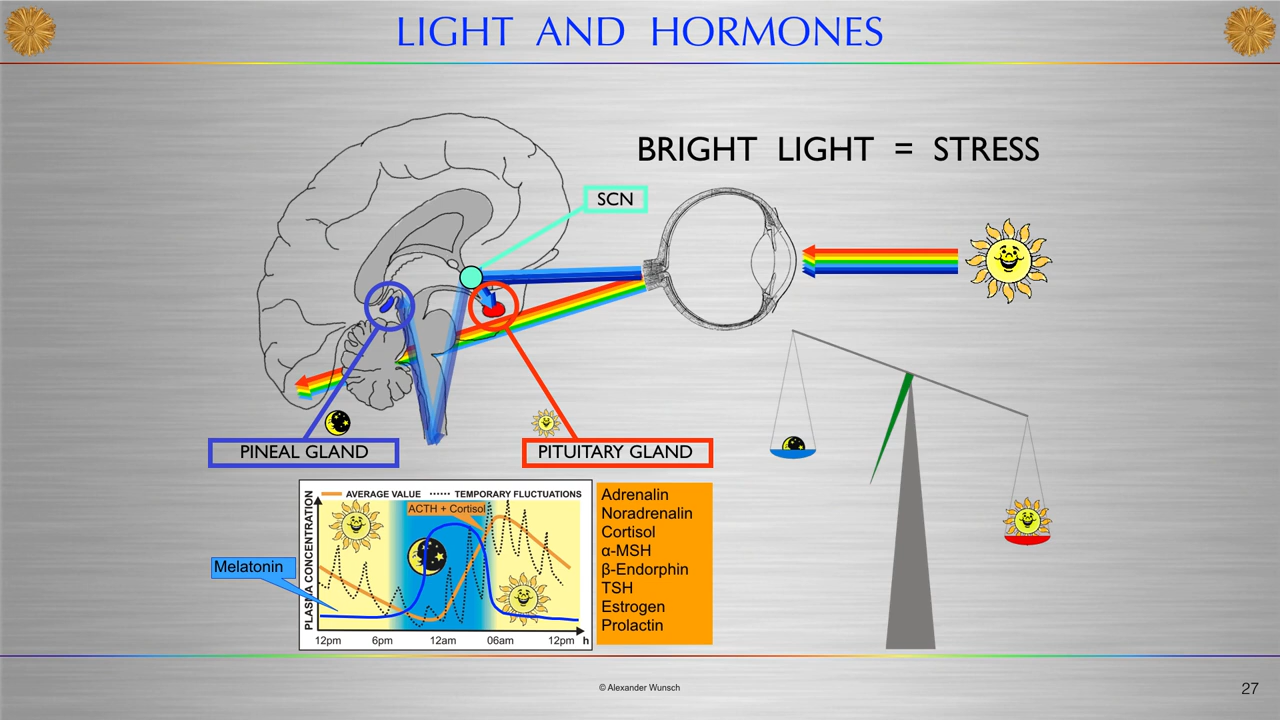 LIGHT AND HORMONES
BRIGHT LIGHT = STRESS
SCN
PINEAL GLAND
PITUITARY GLAND
AVERAGE VALUE
TEMPORARY FLUCTUATIONS
ACTH + Cortisol
PLASMA CONCENTRATION
Melatonin
12pm 6pm 12am 06am 12pm h
Adrenalin
Noradrenalin
Cortisol
α-MSH
β-Endorphin
TSH
Estrogen
Prolactin
© Alexander Wunsch
27